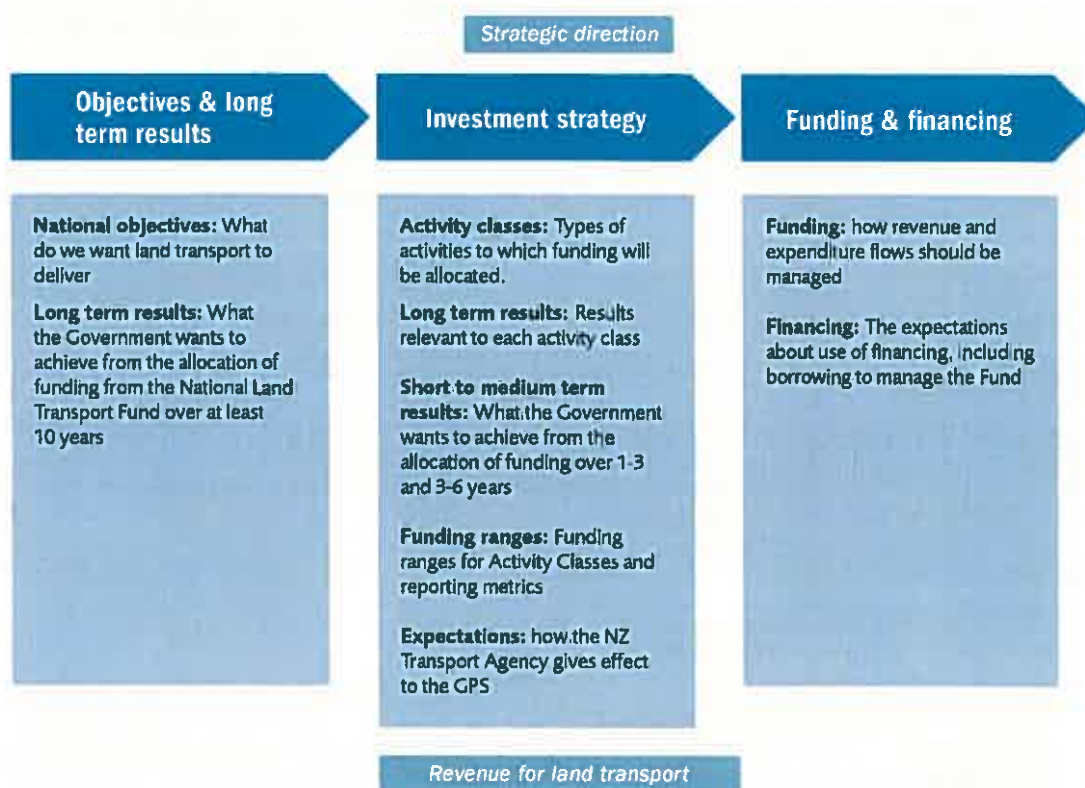 Strategic direction
Objectives & long
term results
Investment strategy
Funding & financing
National objectives: What
do we want land transport to
deliver
Long term results: What
the Government wants to
achieve from the allocation of
funding from the National Land
Transport Fund over at least
10 years
Activity classes: Types of
activities to which funding will
be allocated.
Long term results: Results
relevant to each activity class
Short to medium term
results: What the Government
wants to achieve from the
allocation of funding over 1-3
and 3-6 years
Funding ranges: Funding
ranges for Activity Classes and
reporting metrics
Expectations: how the NZ
Transport Agency gives effect
to the GPS
Funding: how revenue and
expenditure flows should be
managed
Financing: The expectations
about use of financing, including
borrowing to manage the Fund
Revenue for land transport